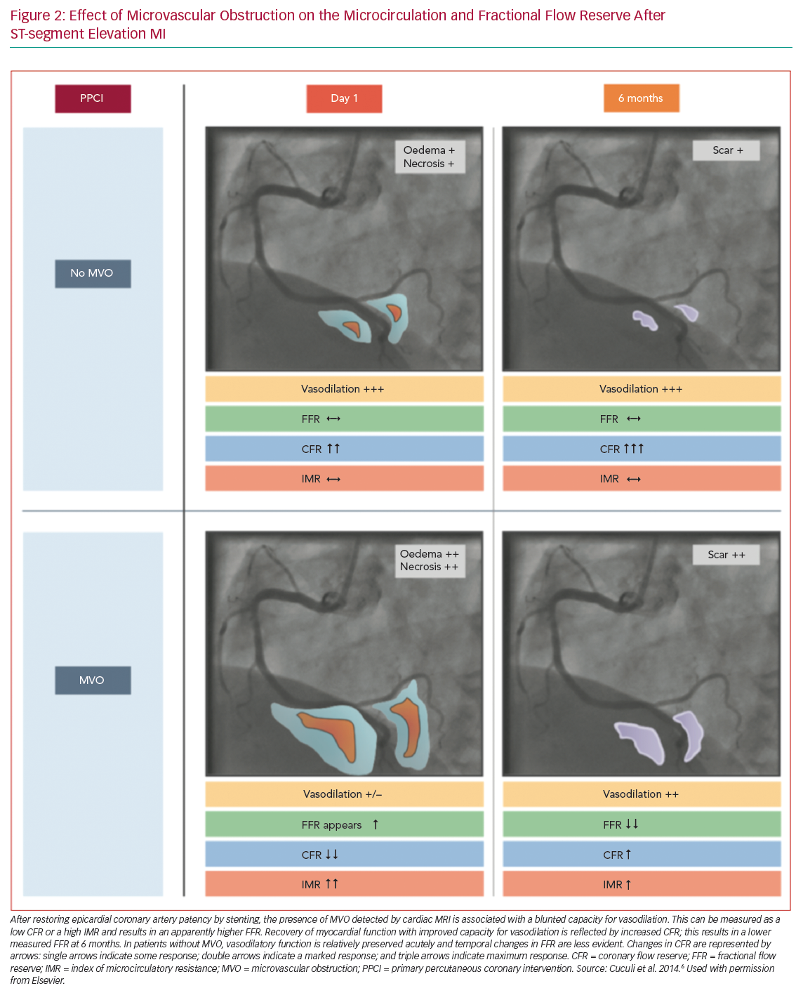 Figure 2: Effect of Microvascular Obstruction on the Microcirculation and Fractional Flow Reserve After
ST-segment Elevation MI
PPCI
Day 1
6 months
No MVO
Oedema +
Necrosis +
Scar +
Vasodilation +++
Vasodilation +++
FFR ↔
FFR ↔
CFR ↑↑
CFR ↑↑↑
IMR ↔
IMR ↔
MVO
Oedema ++
Necrosis ++
Scar ++
Vasodilation +/–
Vasodilation ++
FFR appears ↑
FFR ↓↓
CFR ↓↓
CFR ↑
IMR ↑↑
IMR ↑
After restoring epicardial coronary artery patency by stenting, the presence of MVO detected by cardiac MRI is associated with a blunted capacity for vasodilation. This can be measured as a
low CFR or a high IMR and results in an apparently higher FFR. Recovery of myocardial function with improved capacity for vasodilation is reflected by increased CFR; this results in a lower
measured FFR at 6 months. In patients without MVO, vasodilatory function is relatively preserved acutely and temporal changes in FFR are less evident. Changes in CFR are represented by
arrows: single arrows indicate some response; double arrows indicate a marked response; and triple arrows indicate maximum response. CFR = coronary flow reserve; FFR = fractional flow
reserve; IMR = index of microcirculatory resistance; MVO = microvascular obstruction; PPCI = primary percutaneous coronary intervention. Source: Cuculi et al. 2014.⁶ Used with permission
from Elsevier.